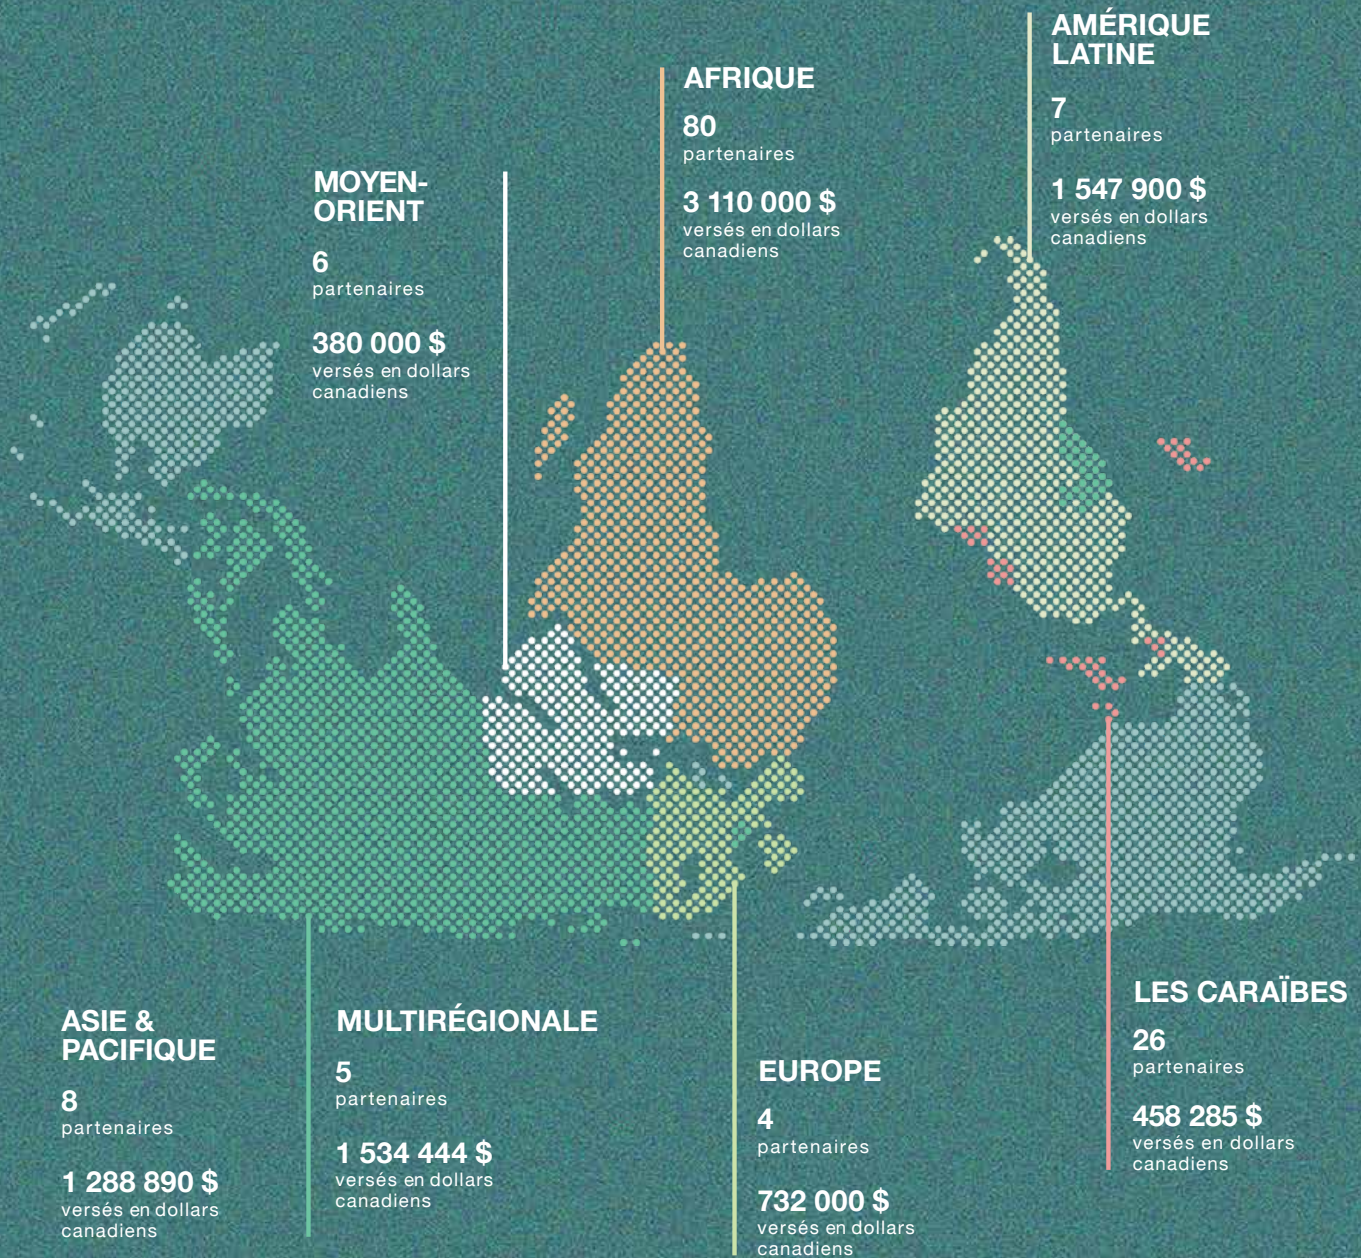 AMÉRIQUE
LATINE
7
partenaires
1 547 900 $
versés en dollars
canadiens
AFRIQUE
80
partenaires
3 110 000 $
versés en dollars
canadiens
MOYEN-
ORIENT
6
partenaires
380 000 $
versés en dollars
canadiens
ASIE &
PACIFIQUE
8
partenaires
1 288 890 $
versés en dollars
canadiens
MULTIRÉGIONALE
5
partenaires
1 534 444 $
versés en dollars
canadiens
EUROPE
4
partenaires
732 000 $
versés en dollars
canadiens
LES CARAÏBES
26
partenaires
458 285 $
versés en dollars
canadiens